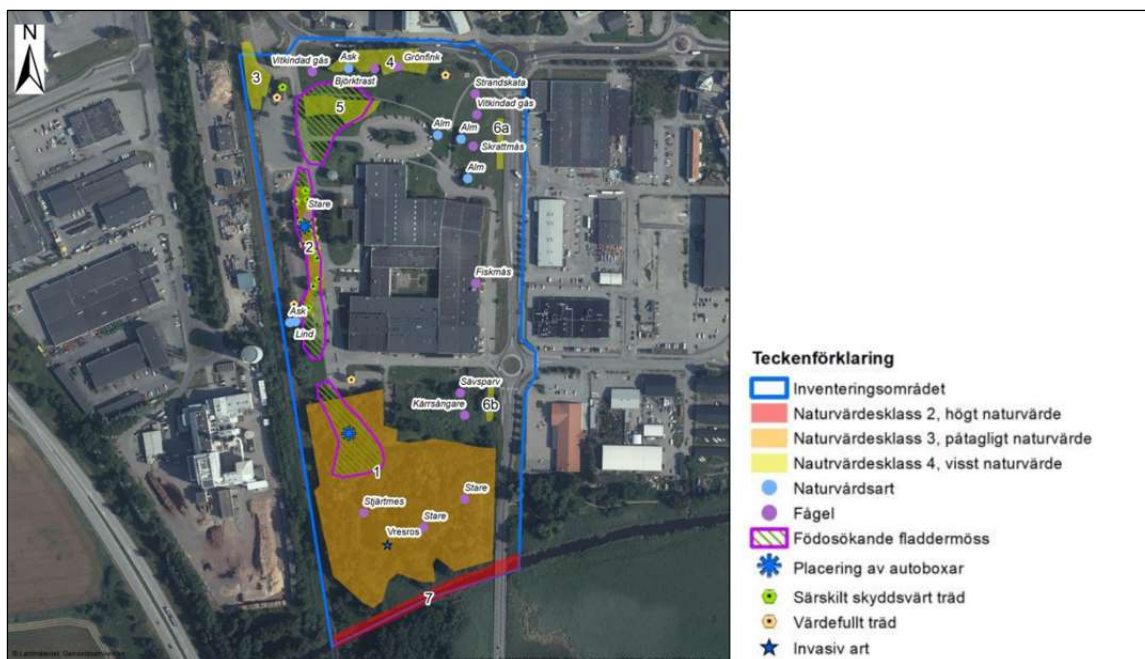 N
Vitkindad gås
Ask
Grönfink
4
3
Björktrast
Strandskata
5
Vitkindad gås
Alm
Alm
6a
Skrattmås
Alm
Stare
2
Fiskmås
Ask
Lind
Sävsparv
Kärrsångare
6b
1
Stare
Stjärtmes
Stare
Vresros
7
© Lantmäteriet, Geodatasamverkan
Teckenförklaring
Inventeringsområdet
Naturvärdesklass 2, högt naturvärde
Naturvärdesklass 3, påtagligt naturvärde
Nautrvärdesklass 4, visst naturvärde
Naturvårdsart
Fågel
Födosökande fladdermöss
Placering av autoboxar
Särskilt skyddsvärt träd
Värdefullt träd
Invasiv art